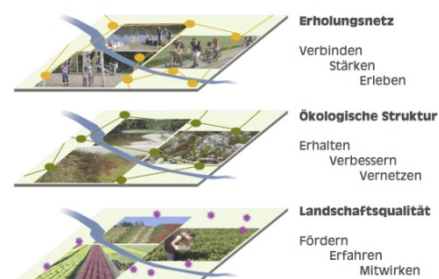 Erholungsnetz
Verbinden
Stärken
Erleben
Ökologische Struktur
Erhalten
Verbessern
Vernetzen
Landschaftsqualität
Fördern
Erfahren
Mitwirken